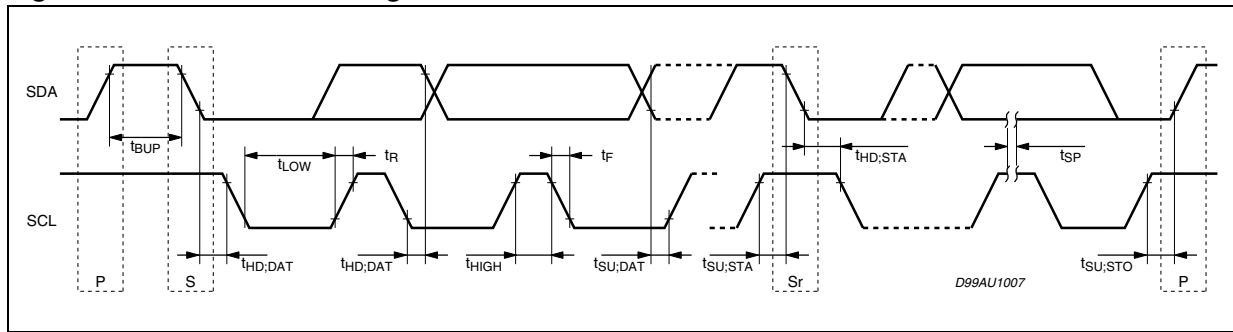 SDA
tBUP
tLOW
tR
tF
tHD;STA
tSP
SCL
tHD;DAT
tHD;DAT
tHIGH
tSU;DAT
tSU;STA
tSU;STO
P
S
Sr
D99AU1007
P